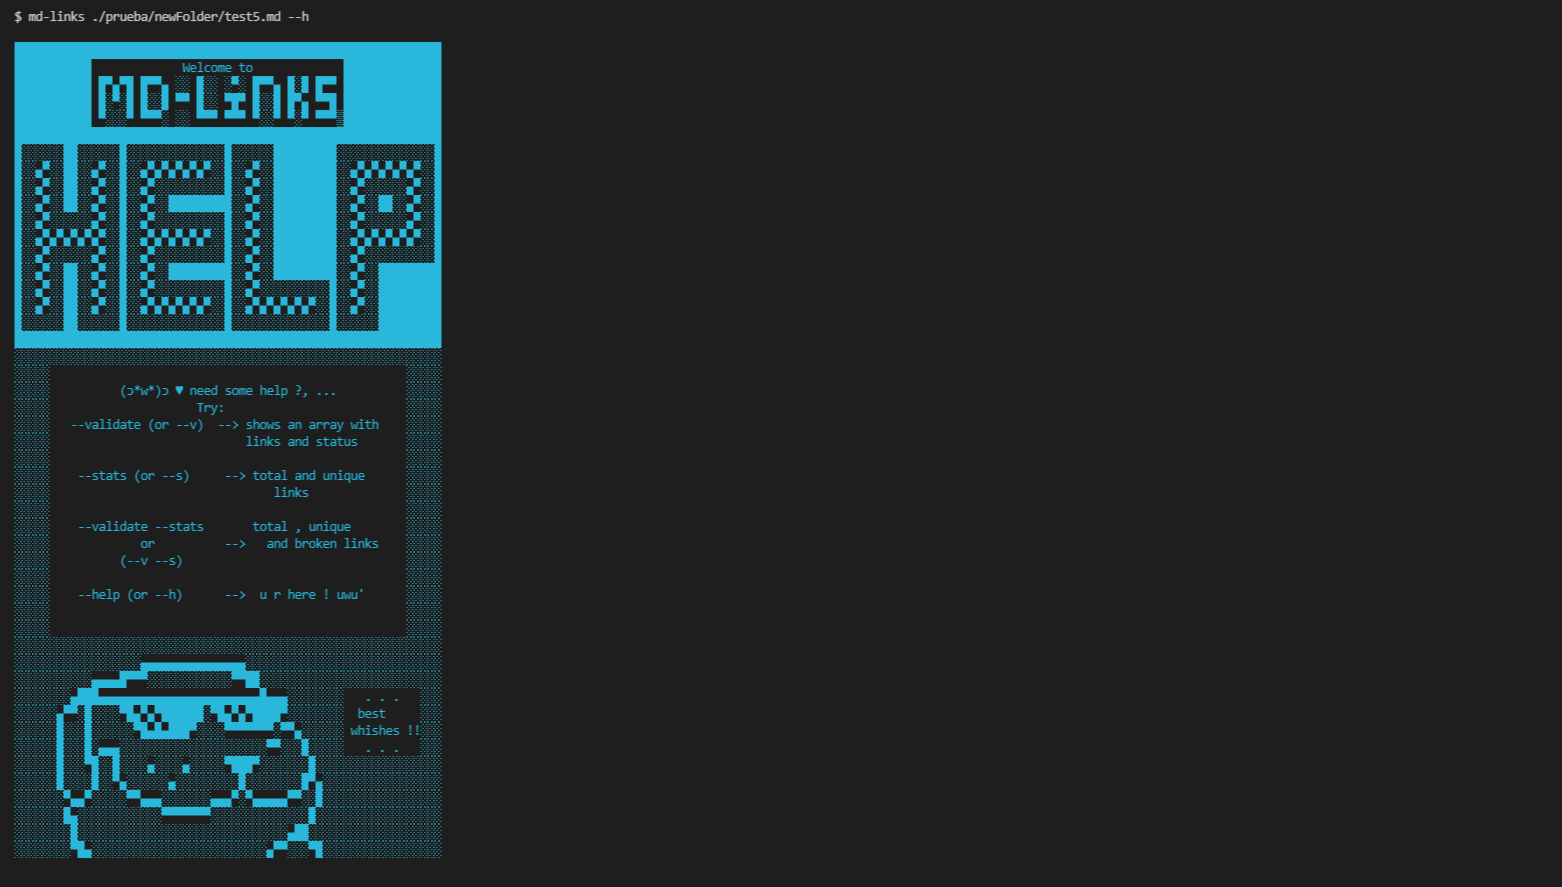 $ md-links ./prueba/newFolder/test5.md --h
Welcome to
MD-LiNKS
HELP
(ɔ*w*)ɔ ♥ need some help ?, ...
Try:
--validate (or --v) --> shows an array with
links and status
--stats (or --s) --> total and unique
links
--validate --stats total , unique
or --> and broken links
(--v --s)
--help (or --h) --> u r here ! uwu'
. . .
best
whishes !!
. . .